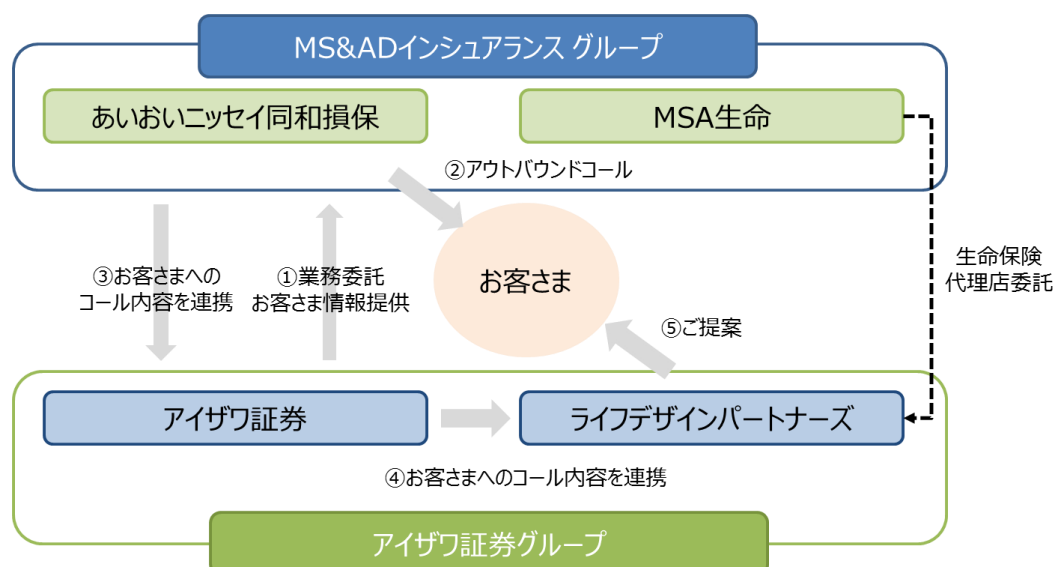 MS&ADインシュアランス グループ
あいおいニッセイ同和損保
MSA生命
②アウトバウンドコール
③お客さまへの
コール内容を連携
①業務委託
お客さま情報提供
お客さま
生命保険
代理店委託
⑤ご提案
アイザワ証券
ライフデザインパートナーズ
④お客さまへのコール内容を連携
アイザワ証券グループ